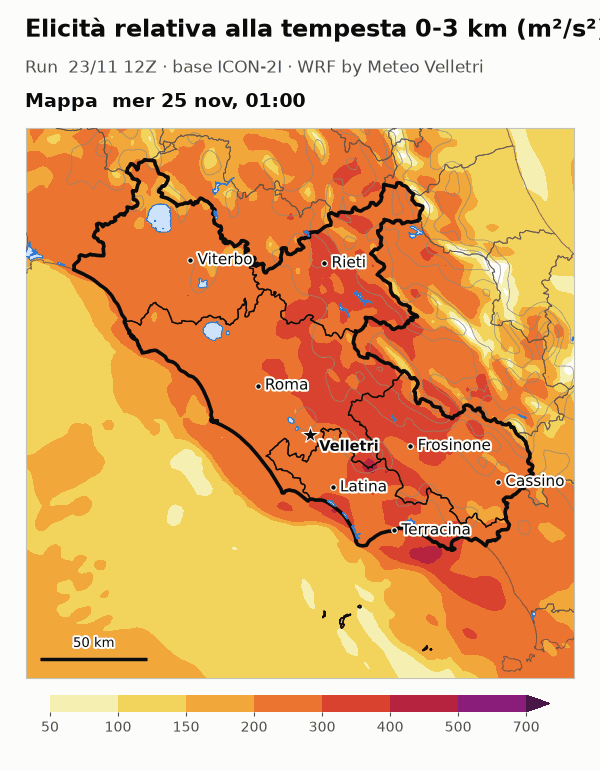 Elicità relativa alla tempesta 0-3 km (m²/s²)
Run 23/11 12Z · base ICON-2I · WRF by Meteo Velletri
Mappa mer 25 nov, 01:00
Viterbo
Rieti
Roma
Velletri
Frosinone
Cassino
Latina
Terracina
50 km
50 100 150 200 300 400 500 700